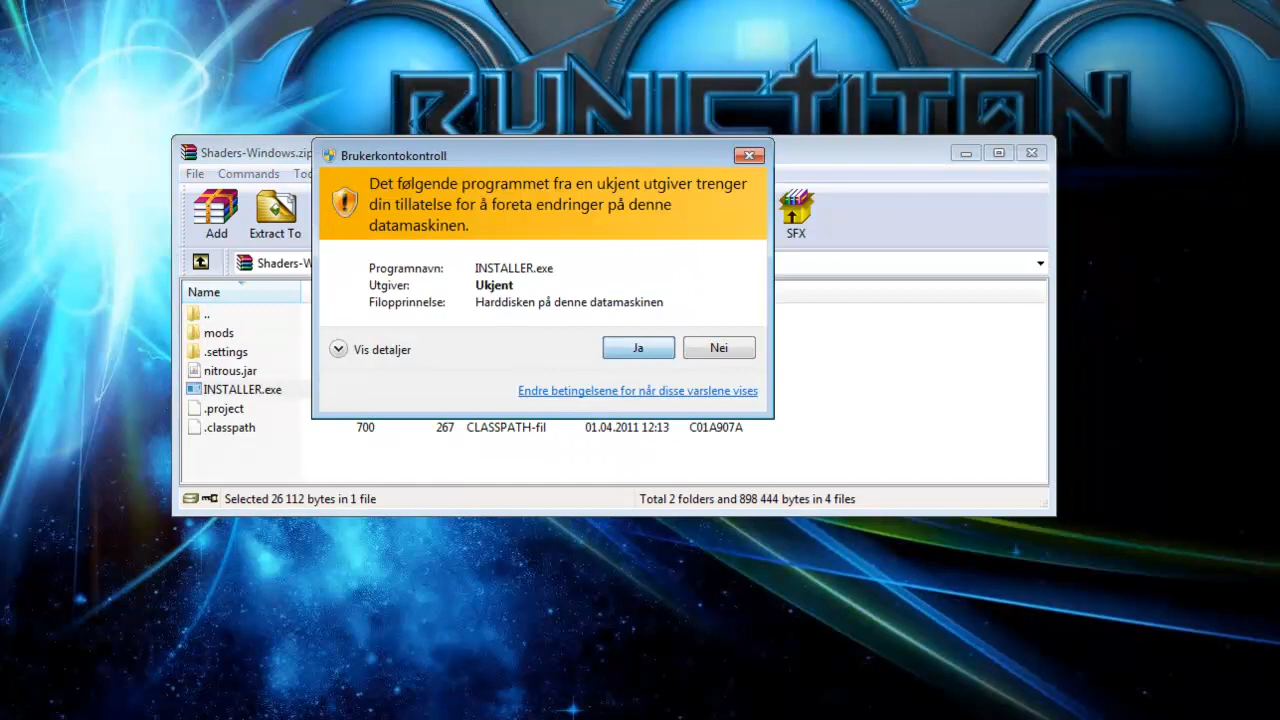 RUNICTITAN
Shaders-Windows.zip
Brukerkontokontroll
File Commands
Det følgende programmet fra en ukjent utgiver trenger
din tillatelse for å foreta endringer på denne
datamaskinen.
Add Extract To
SFX
Shaders-W
Programnavn: INSTALLER.exe
Utgiver: Ukjent
Filopprinnelse: Harddisken på denne datamaskinen
Name
..
mods
.settings
nitrous.jar
INSTALLER.exe
.project
.classpath 700 267 CLASSPATH-fil 01.04.2011 12:13 C01A907A
Vis detaljer
Ja Nei
Endre betingelsene for når disse varslene vises
Selected 26 112 bytes in 1 file
Total 2 folders and 898 444 bytes in 4 files